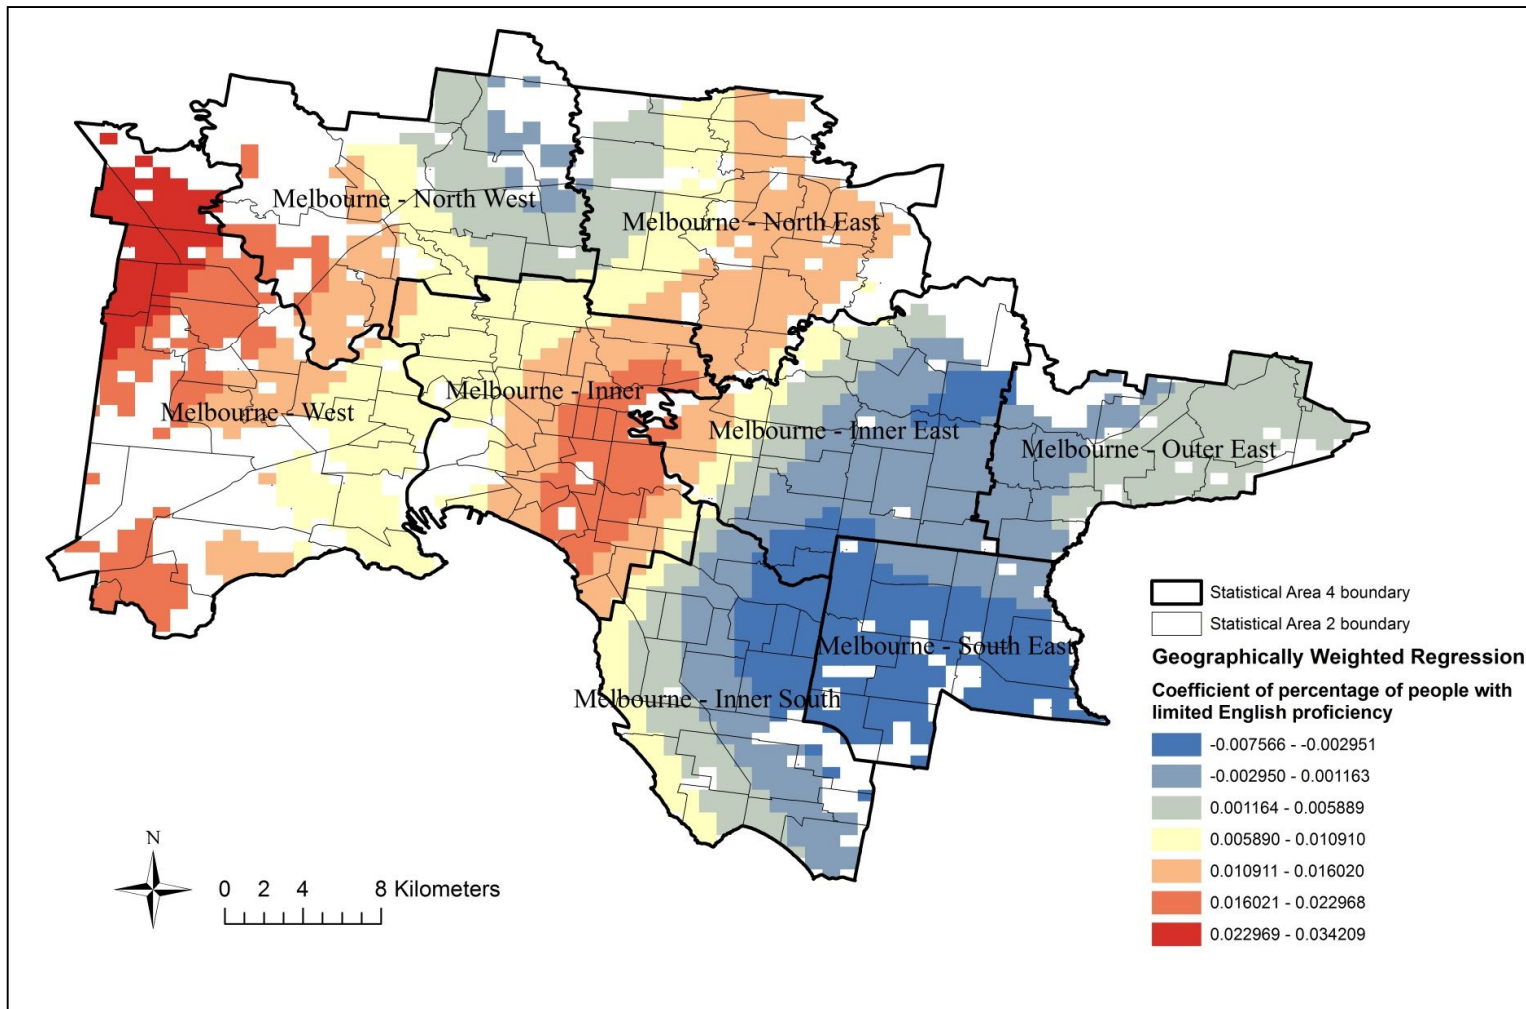 Melbourne - North West
Melbourne - North East
Melbourne - Inner
Melbourne - West
Melbourne - Inner East
Melbourne - Outer East
Melbourne - South East
Melbourne - Inner South
Statistical Area 4 boundary
Statistical Area 2 boundary
Geographically Weighted Regression
Coefficient of percentage of people with
limited English proficiency
-0.007566 - -0.002951
-0.002950 - 0.001163
0.001164 - 0.005889
0.005890 - 0.010910
0.010911 - 0.016020
0.016021 - 0.022968
0.022969 - 0.034209
N
0 2 4 8 Kilometers